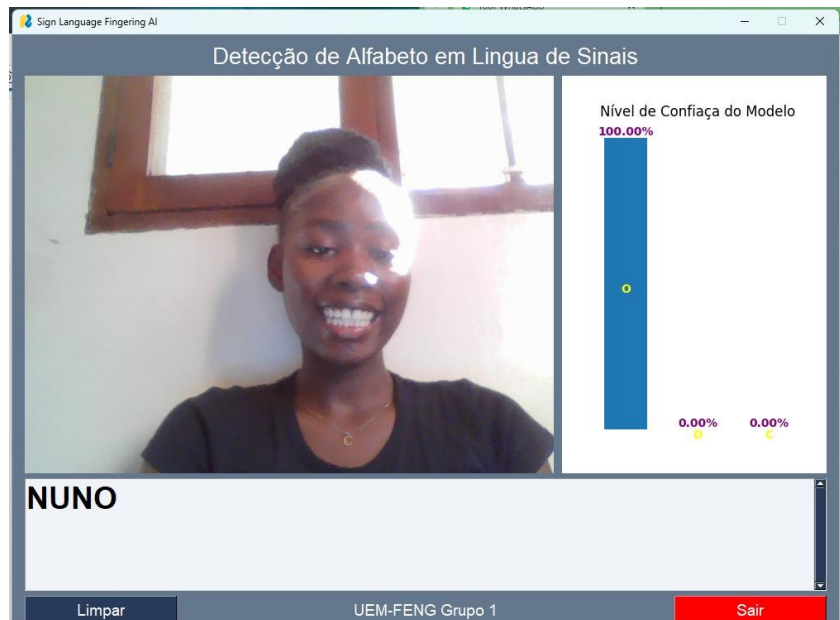 Sign Language Fingering AI
Detecção de Alfabeto em Lingua de Sinais
Nível de Confiaça do Modelo
100.00%
O
0.00% 0.00%
D C
C
NUNO
Limpar UEM-FENG Grupo 1 Sair